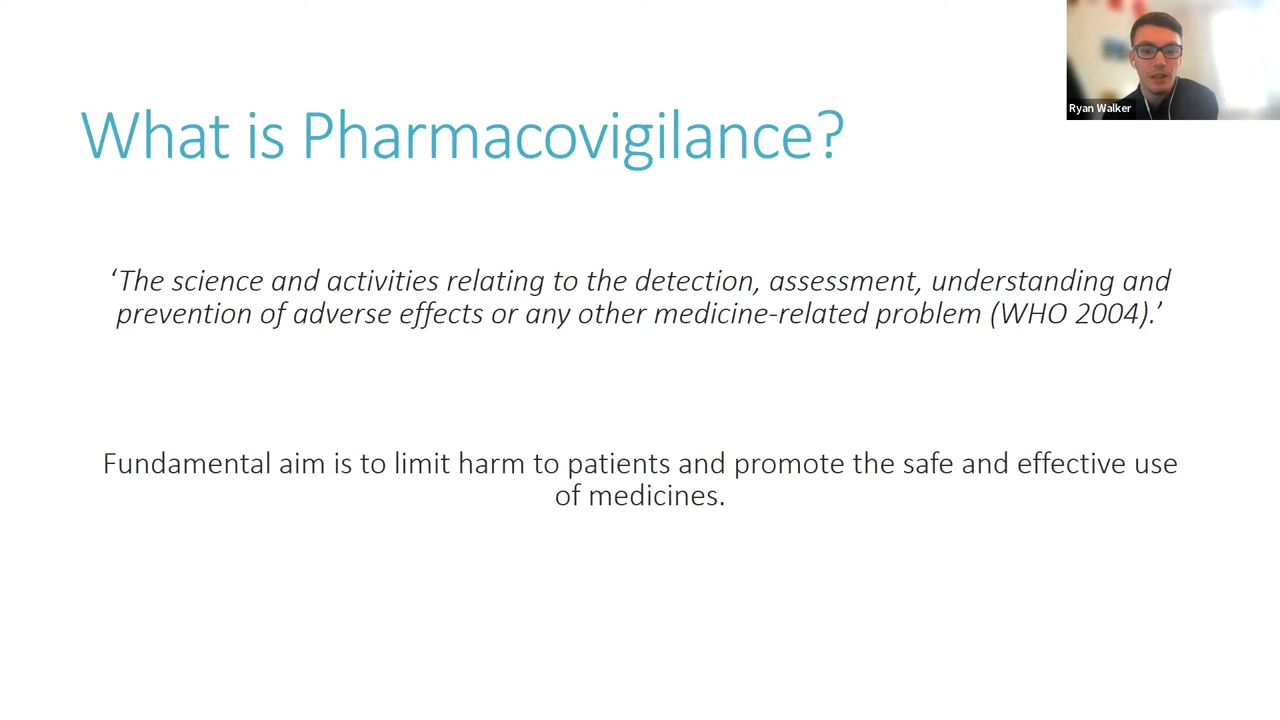 What is Pharmacovigilance?
Ryan Walker
‘The science and activities relating to the detection, assessment, understanding and
prevention of adverse effects or any other medicine-related problem (WHO 2004).’
Fundamental aim is to limit harm to patients and promote the safe and effective use
of medicines.